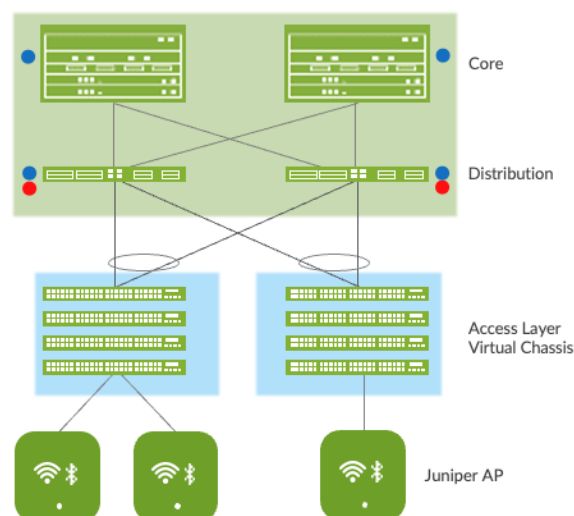 Core
Distribution
Access Layer
Virtual Chassis
Juniper AP